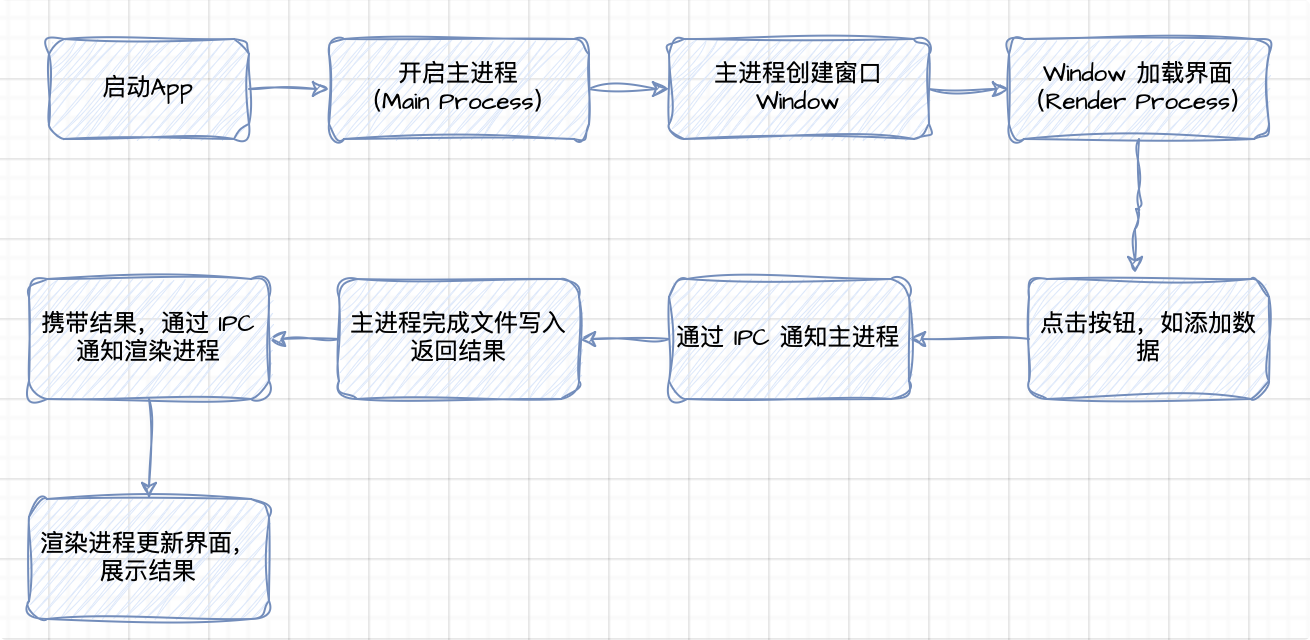 启动App
开启主进程
(Main Process)
主进程创建窗口
Window
Window 加载界面
(Render Process)
携带结果，通过 IPC
通知渲染进程
主进程完成文件写入
返回结果
通过 IPC 通知主进程
点击按钮，如添加数
据
渲染进程更新界面，
展示结果